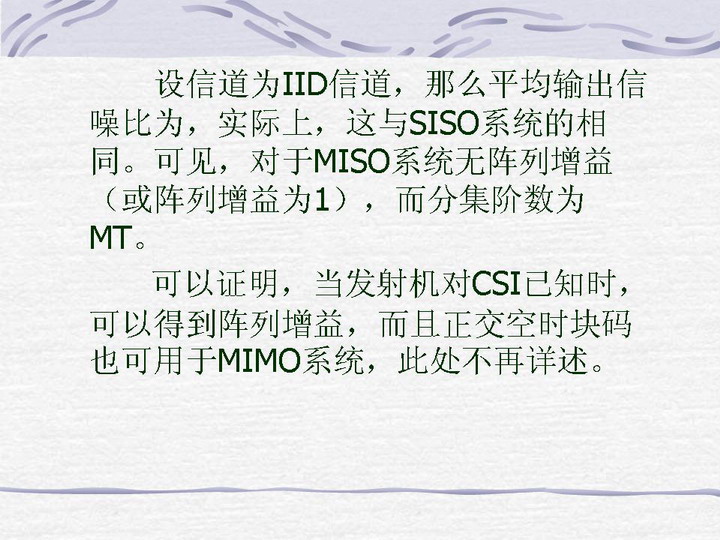 设信道为IID信道，那么平均输出信
噪比为，实际上，这与SISO系统的相
同。可见，对于MISO系统无阵列增益
（或阵列增益为1），而分集阶数为
MT。
可以证明，当发射机对CSI已知时，
可以得到阵列增益，而且正交空时块码
也可用于MIMO系统，此处不再详述。